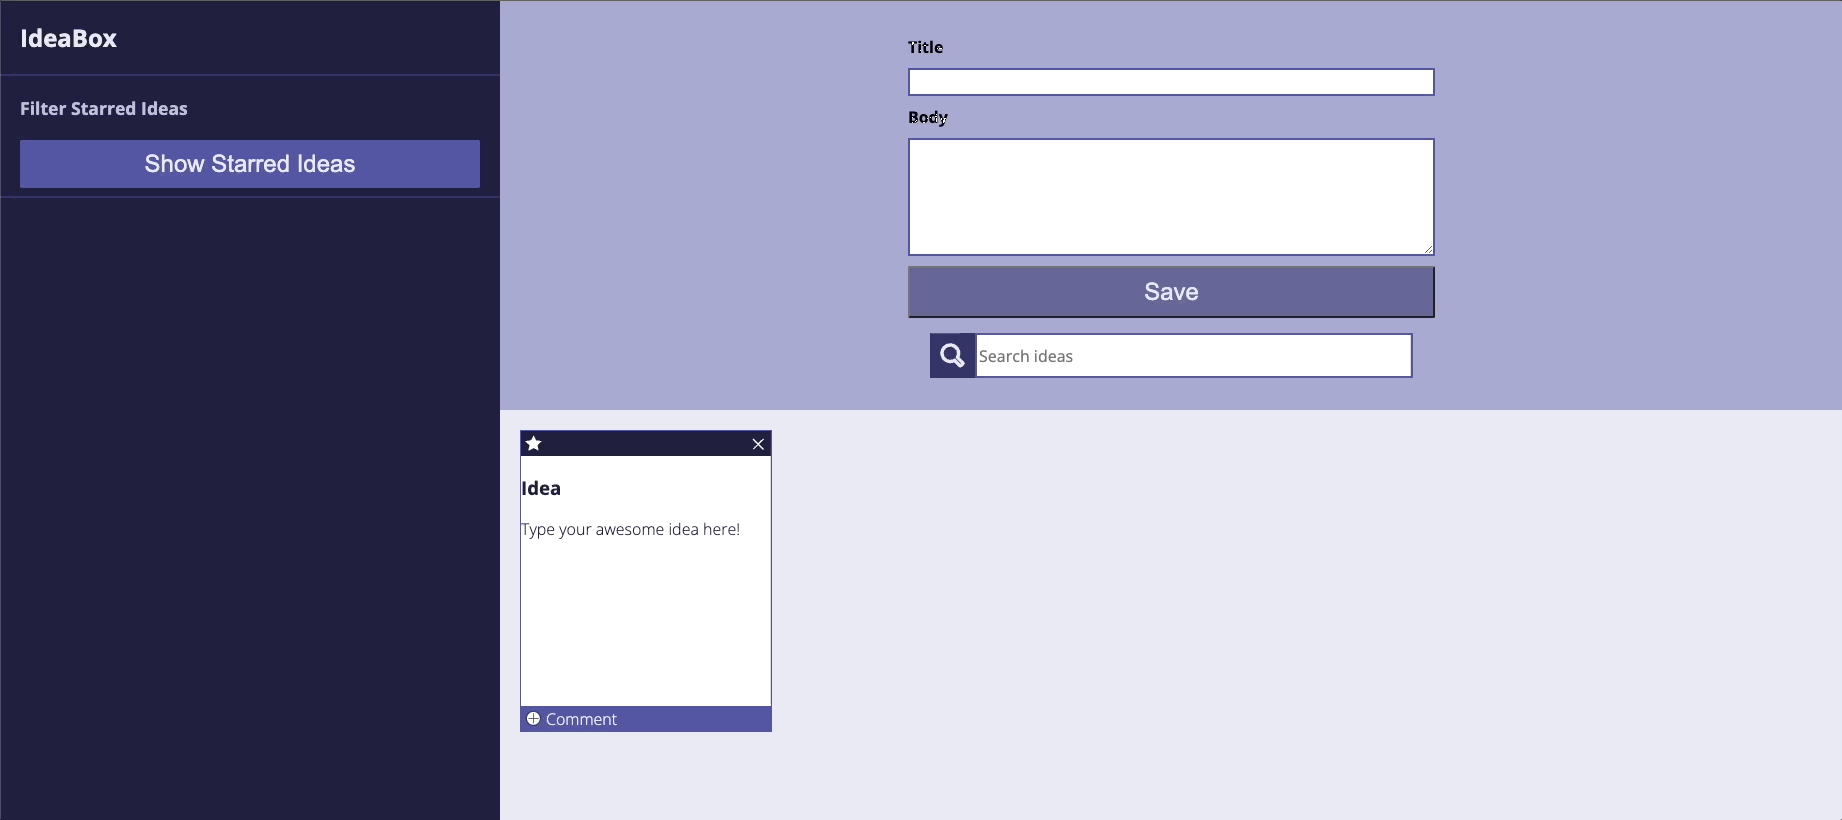 IdeaBox
Filter Starred Ideas
Show Starred Ideas
Title
Body
Save
Search ideas
Idea
Type your awesome idea here!
Comment